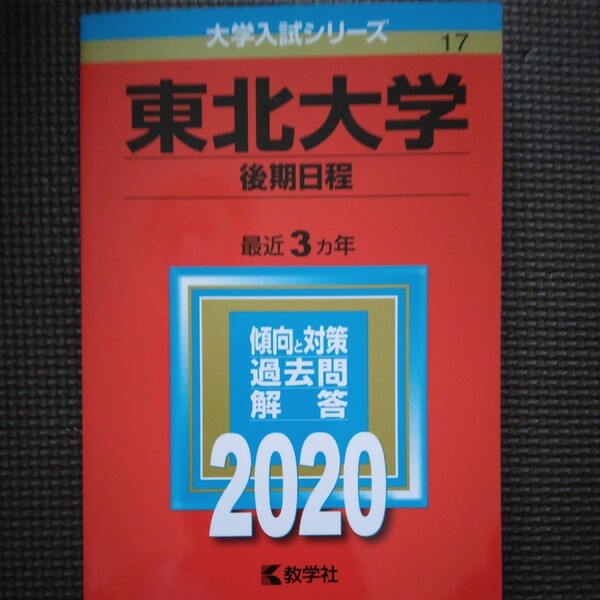 大学入試シリーズ
17
東北大学
後期日程
最近3ヵ年
傾向と対策
過去問
解答
2020
教学社